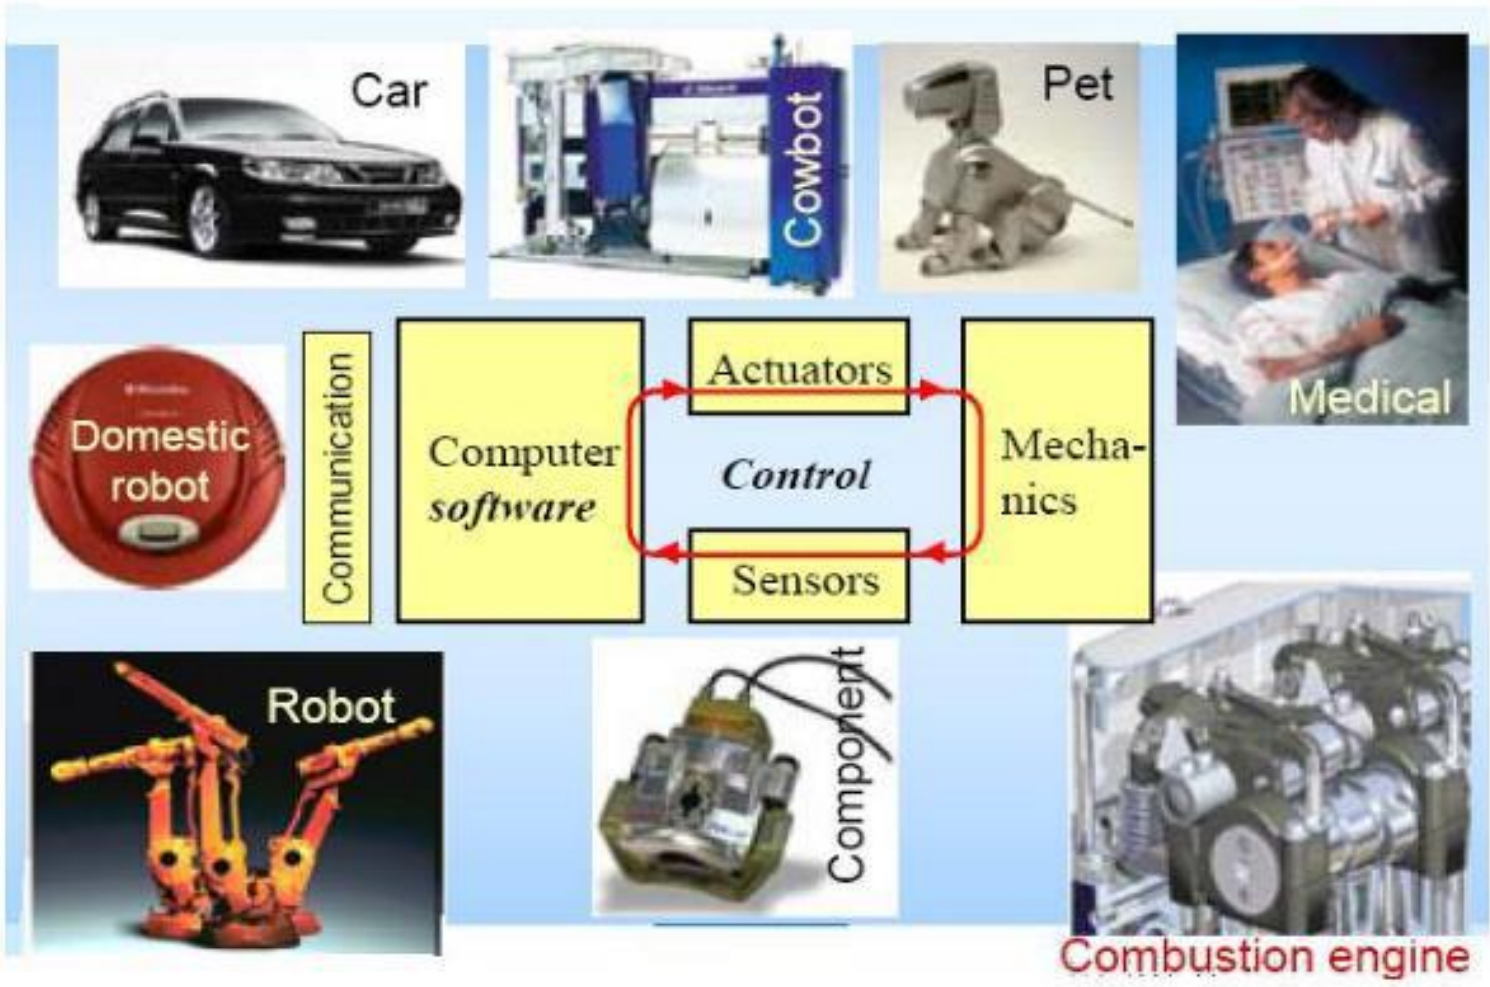 Car
Cowbot
Pet
Medical
Domestic
robot
Communication
Computer
software
Actuators
Control
Sensors
Mecha-
nics
Robot
Component
Combustion engine